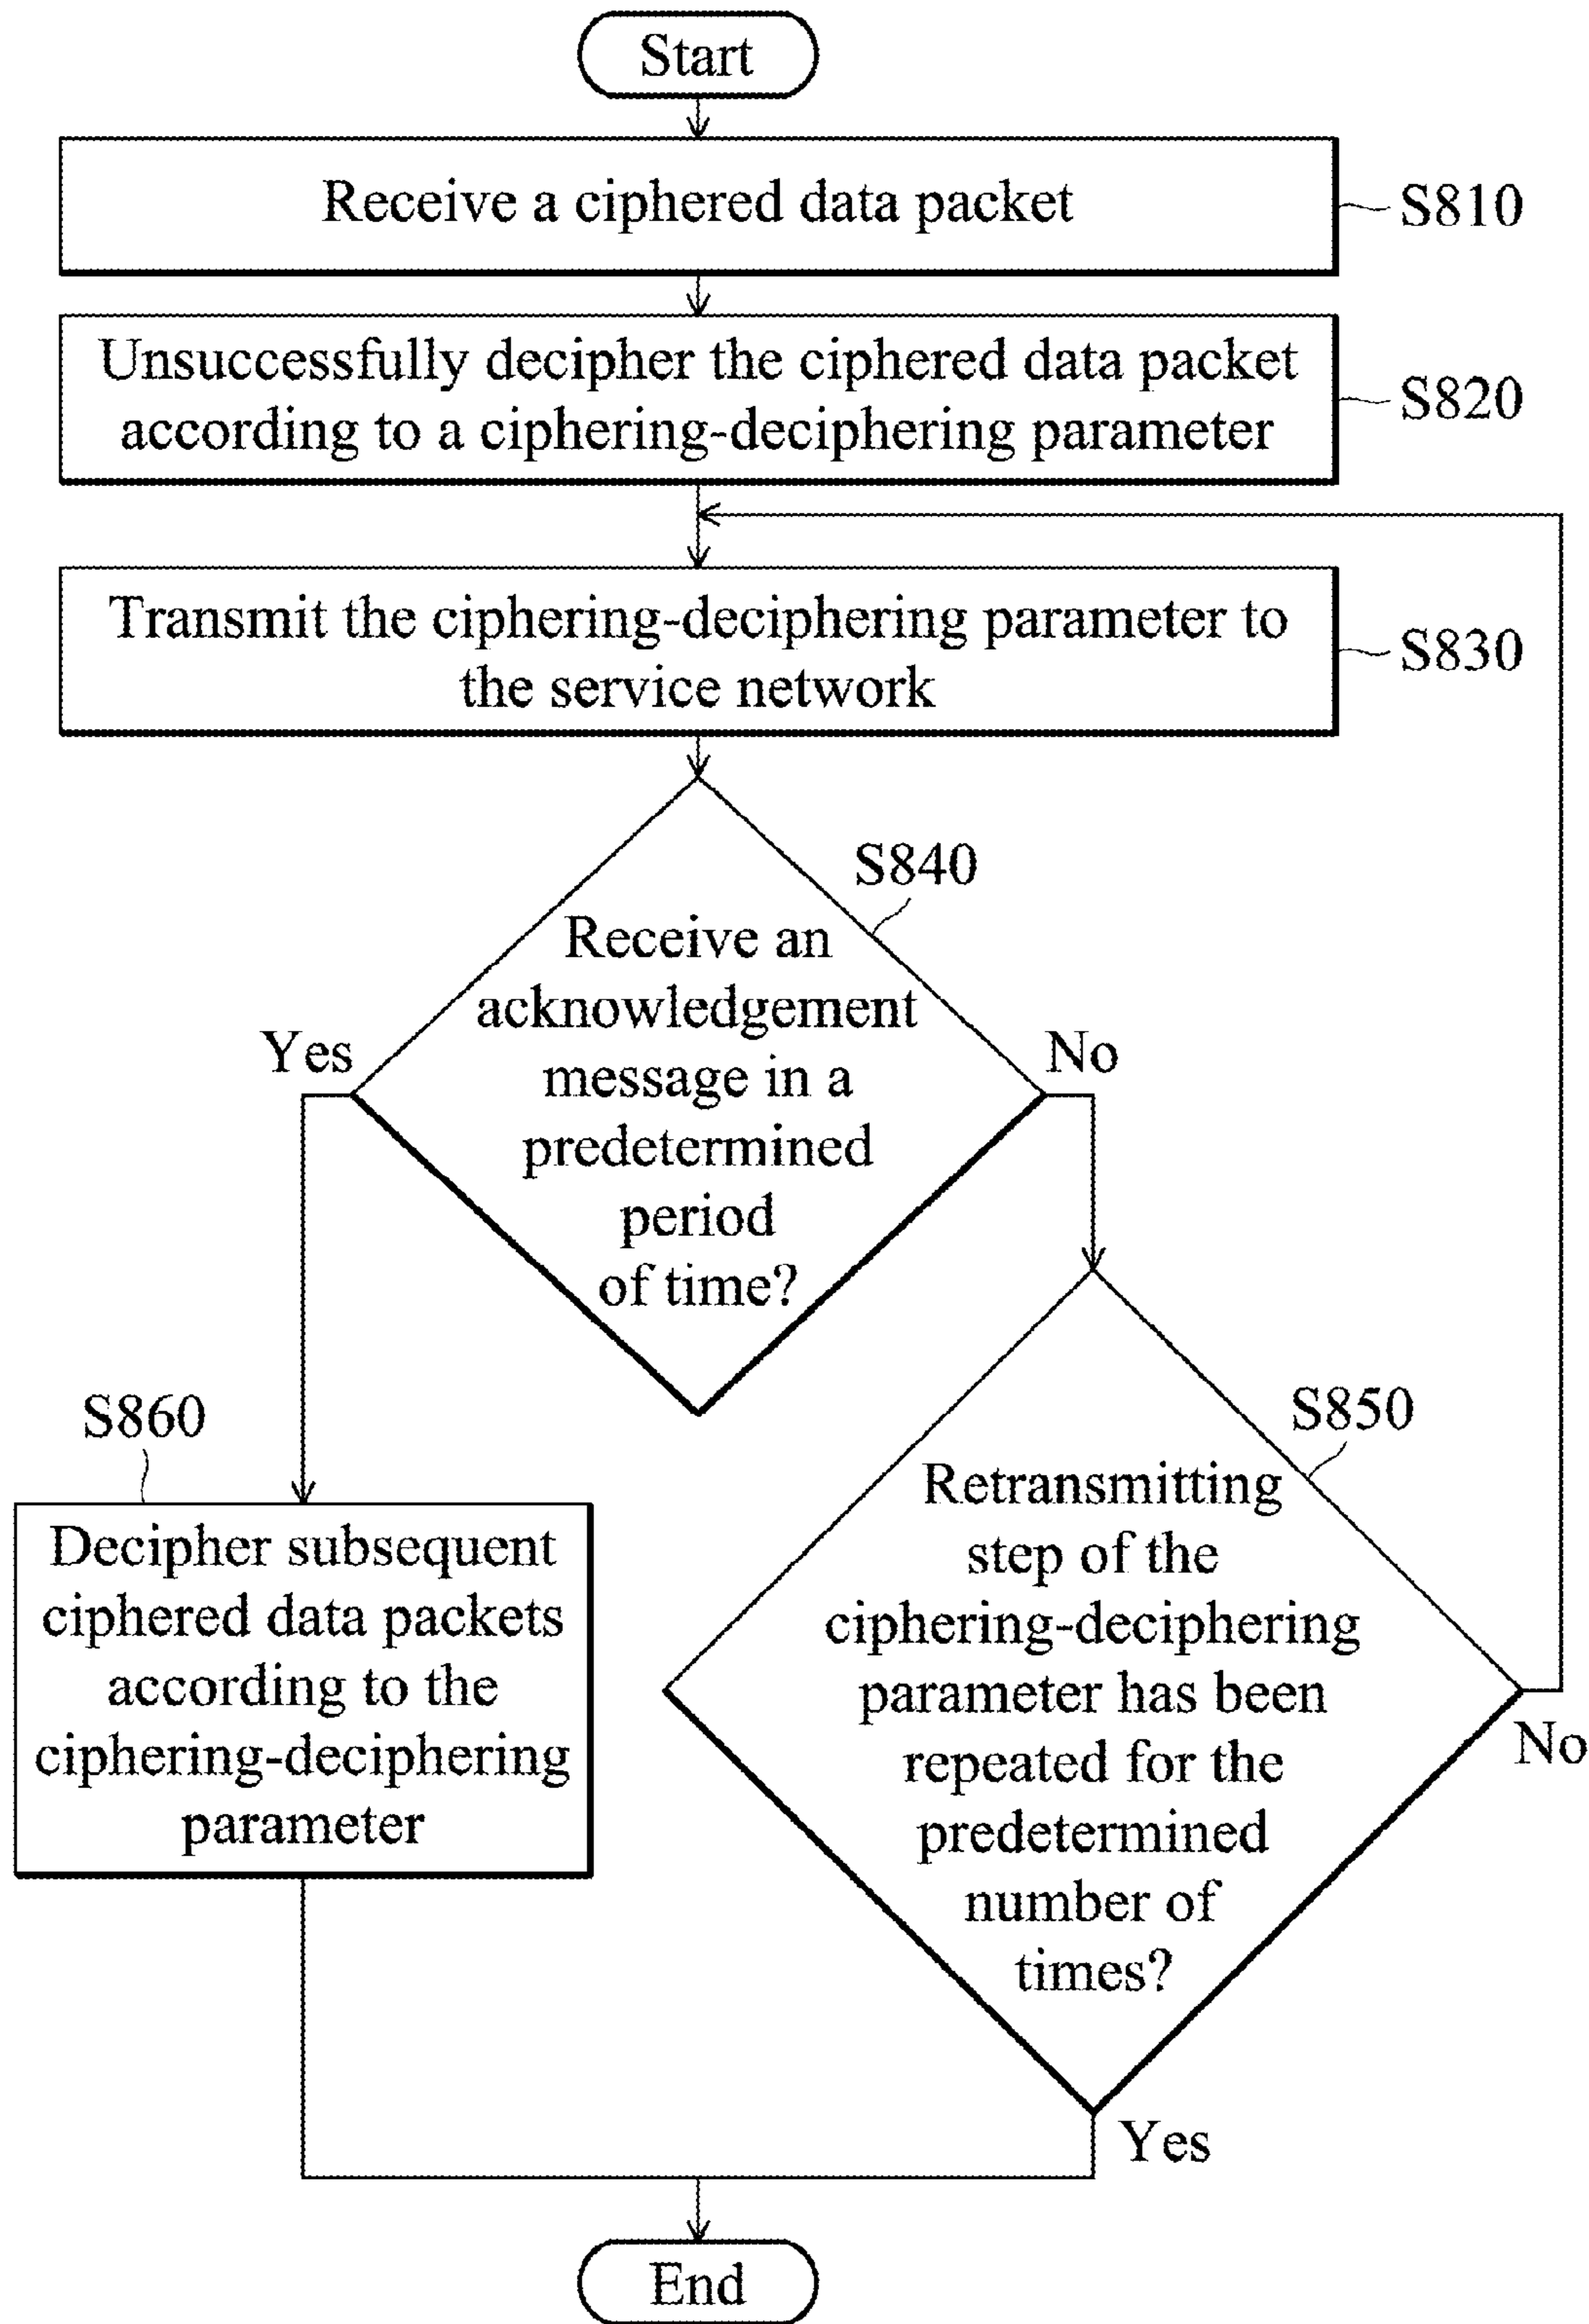 Start
Receive a ciphered data packet
S810
Unsuccessfully decipher the ciphered data packet
according to a ciphering-deciphering parameter
S820
Transmit the ciphering-deciphering parameter to
the service network
S830
S840
Receive an
acknowledgement
message in a
predetermined
period
of time?
Yes
No
S860
Decipher subsequent
ciphered data packets
according to the
ciphering-deciphering
parameter
S850
Retransmitting
step of the
ciphering-deciphering
parameter has been
repeated for the
predetermined
number of
times?
No
Yes
End